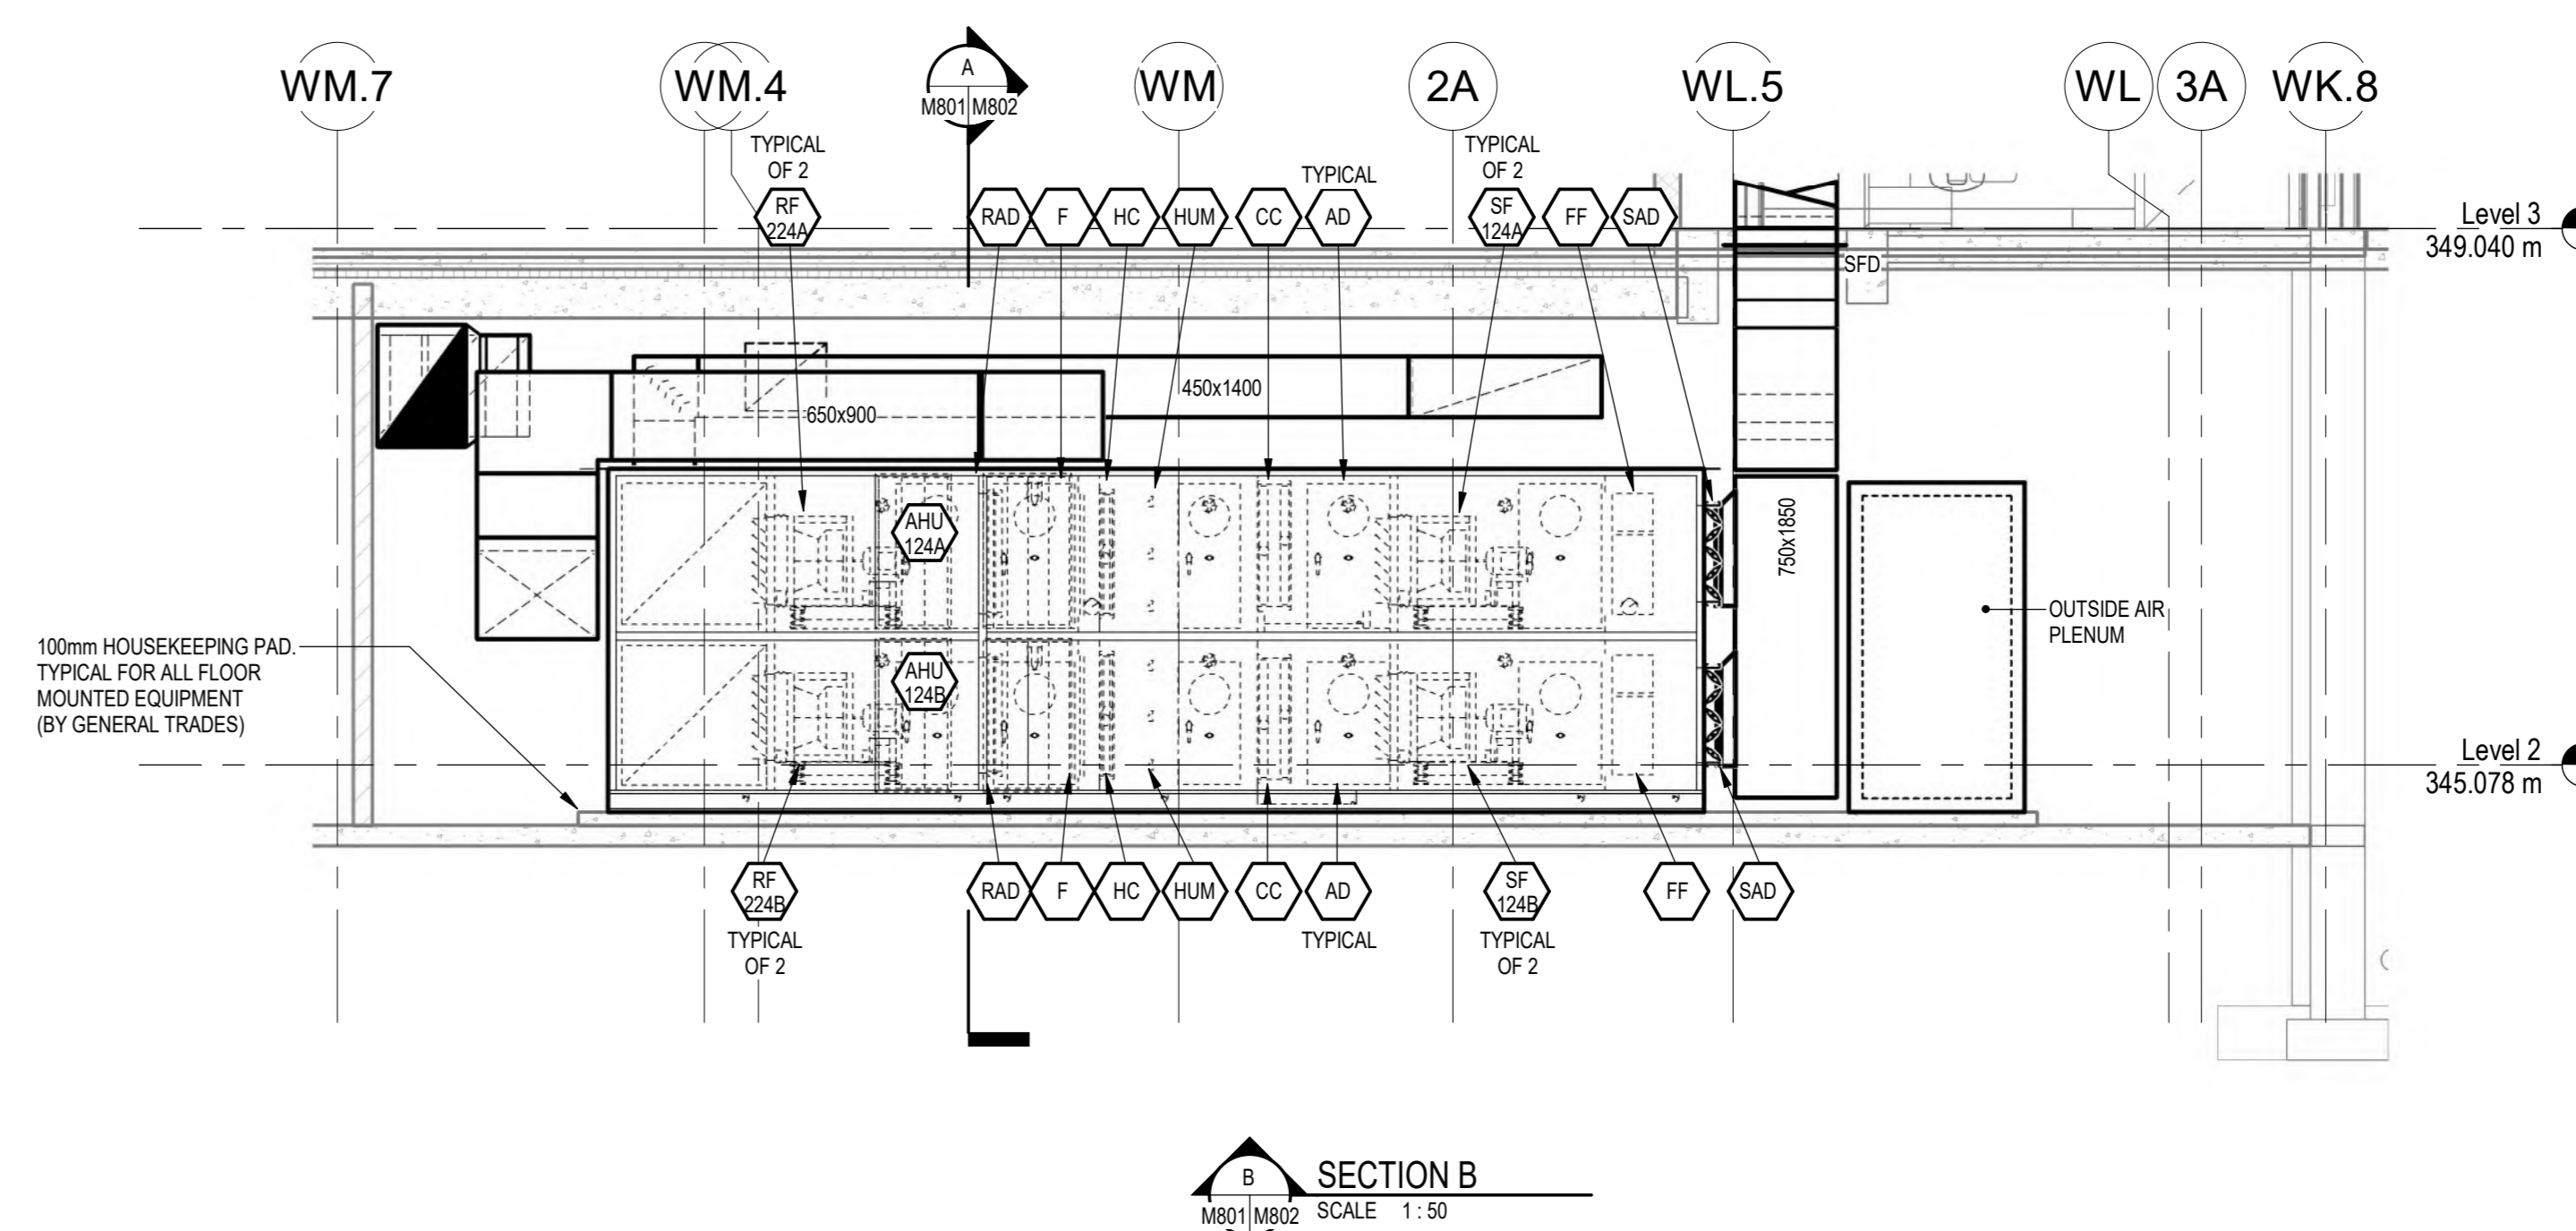 WM.7
WM.4
A
M801 M802
WM
2A
WL.5
WL
3A
WK.8
TYPICAL
OF 2
RF
224A
RAD
F
HC
HUM
CC
TYPICAL
AD
TYPICAL
OF 2
SF
124A
FF
SAD
Level 3
349.040 m
SFD
650x900
450x1400
AHU
124A
750x1850
OUTSIDE AIR
PLENUM
100mm HOUSEKEEPING PAD.
TYPICAL FOR ALL FLOOR
MOUNTED EQUIPMENT
(BY GENERAL TRADES)
AHU
124B
Level 2
345.078 m
RF
224B
TYPICAL
OF 2
RAD
F
HC
HUM
CC
AD
TYPICAL
SF
124B
TYPICAL
OF 2
FF
SAD
B
M801 M802
SECTION B
SCALE 1 : 50